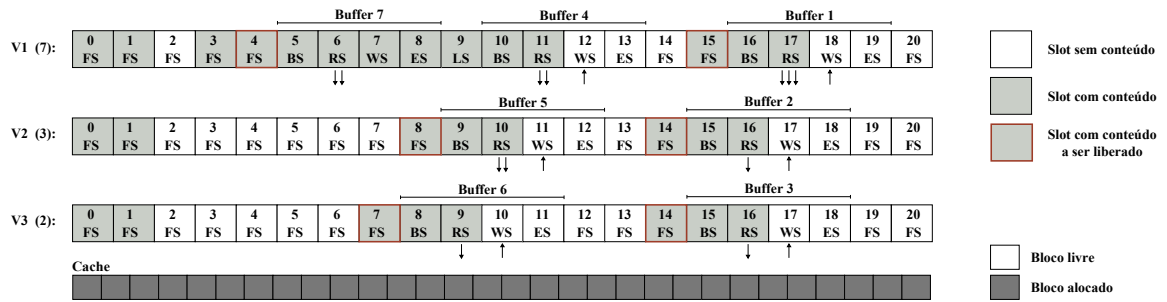 Buffer 7 Buffer 4 Buffer 1
V1 (7): 0 1 2 3 4 5 6 7 8 9 10 11 12 13 14 15 16 17 18 19 20
FS FS FS FS FS BS RS WS ES LS BS RS WS ES FS FS BS RS WS ES FS
Slot sem conteúdo
Buffer 5 Buffer 2
Slot com conteúdo
V2 (3): 0 1 2 3 4 5 6 7 8 9 10 11 12 13 14 15 16 17 18 19 20
FS FS FS FS FS FS FS FS FS BS RS WS ES FS FS BS RS WS ES FS FS
Slot com conteúdo
a ser liberado
Buffer 6 Buffer 3
V3 (2): 0 1 2 3 4 5 6 7 8 9 10 11 12 13 14 15 16 17 18 19 20
FS FS FS FS FS FS FS FS BS RS WS ES FS FS FS BS RS WS ES FS FS
Bloco livre
Cache
Bloco alocado